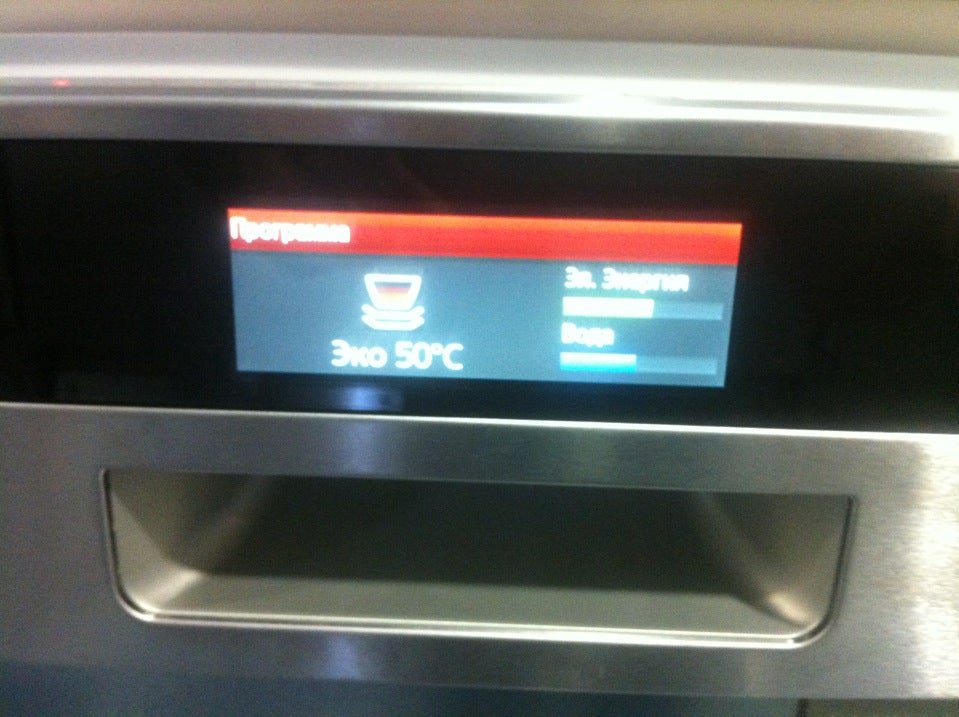 Программа
Эл. Энергия
Вода
Эко 50°C